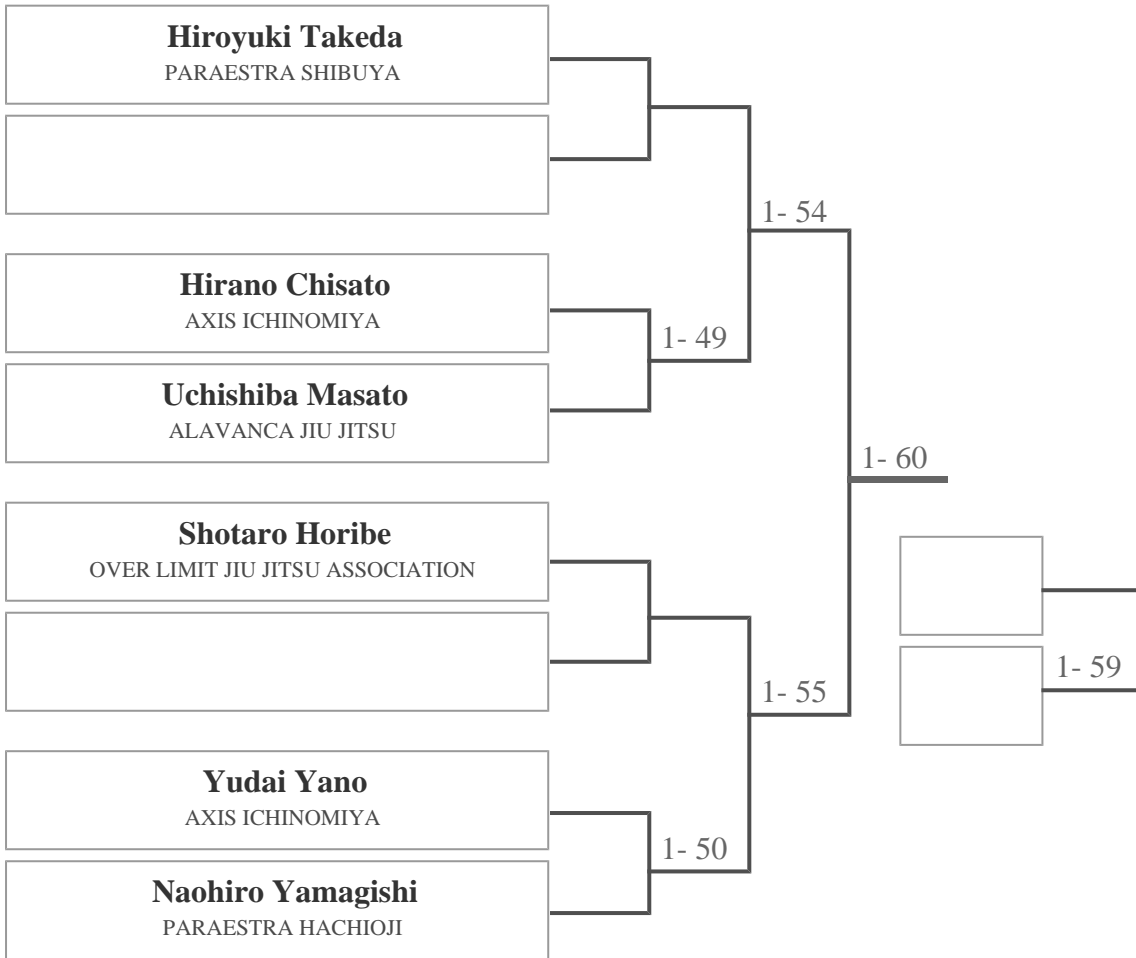 Hiroyuki Takeda
PARAESTRA SHIBUYA
1- 54
Hirano Chisato
AXIS ICHINOMIYA
1- 49
Uchishiba Masato
ALAVANCA JIU JITSU
1- 60
Shotaro Horibe
OVER LIMIT JIU JITSU ASSOCIATION
1- 59
1- 55
Yudai Yano
AXIS ICHINOMIYA
1- 50
Naohiro Yamagishi
PARAESTRA HACHIOJI